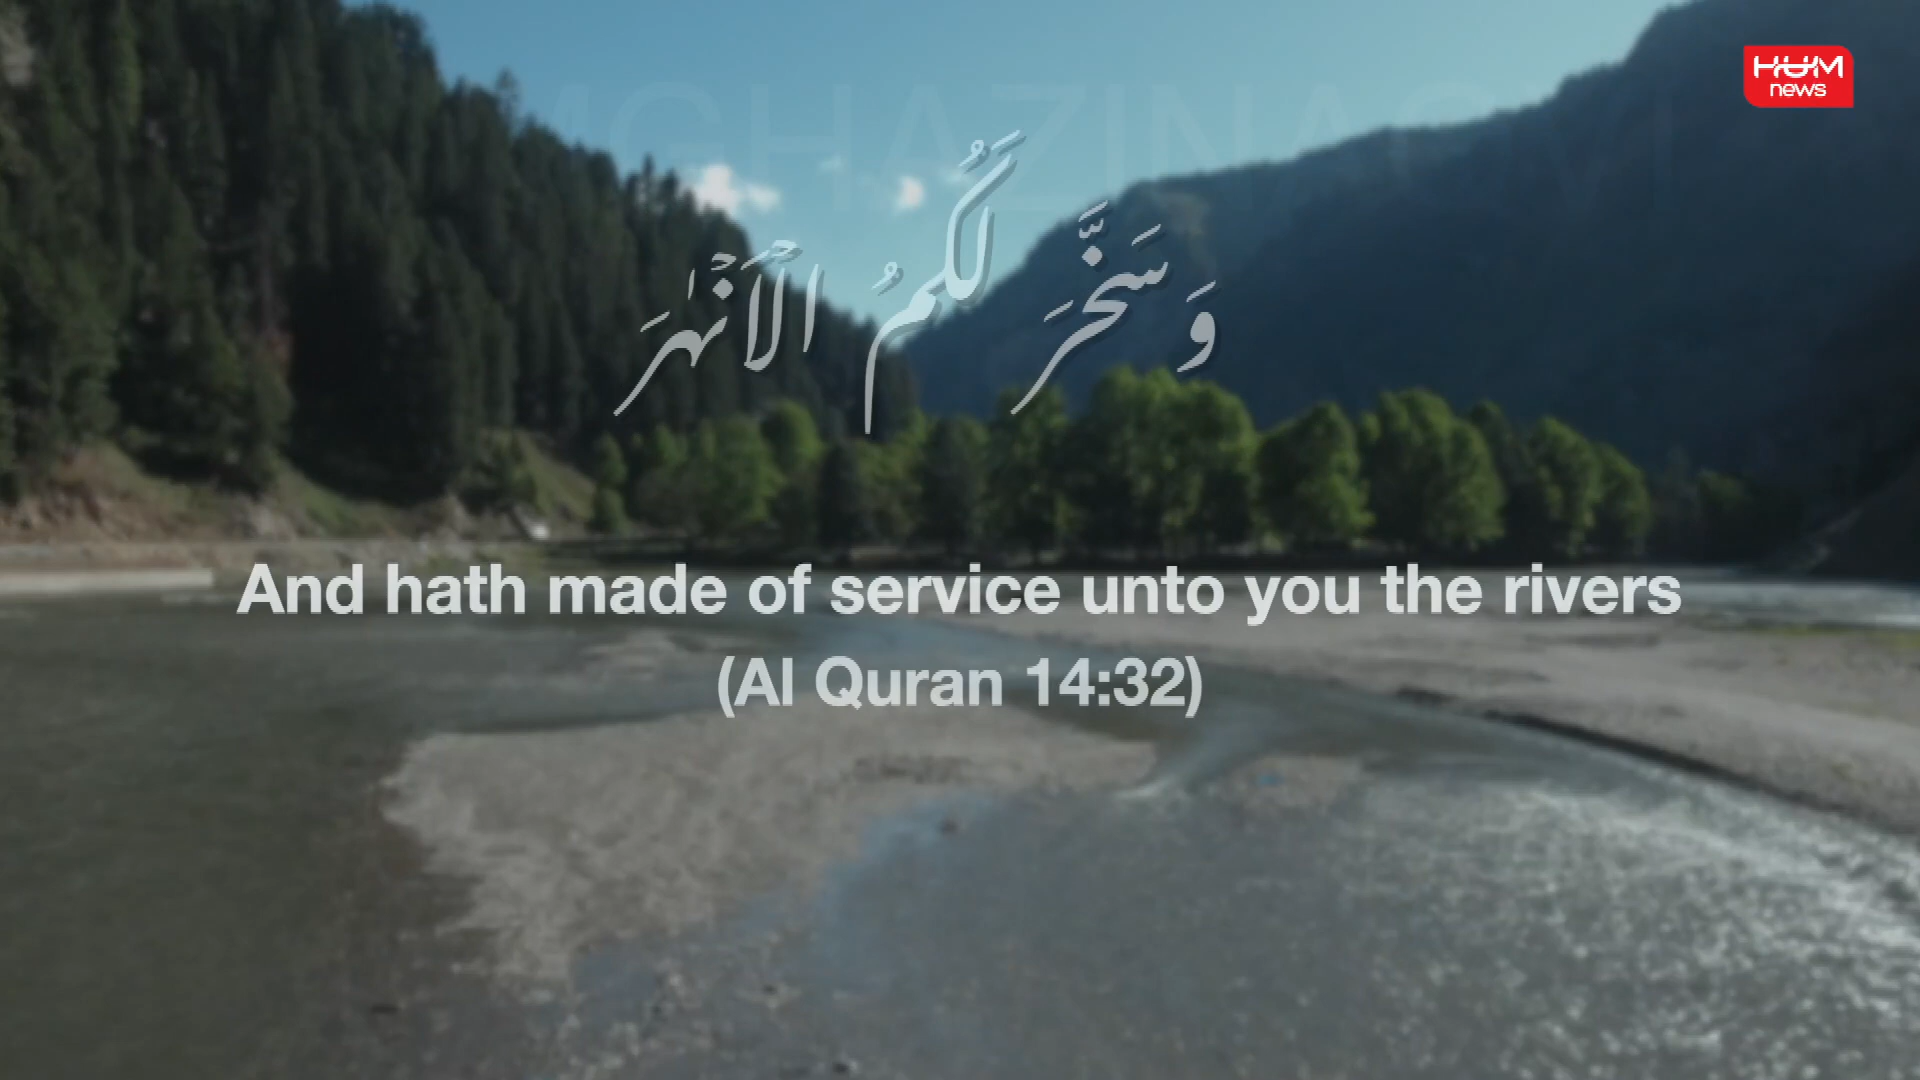 HUM
news
وَسَخَّرَ لَكُمُ الْاَنْهٰرَ
And hath made of service unto you the rivers
(Al Quran 14:32)